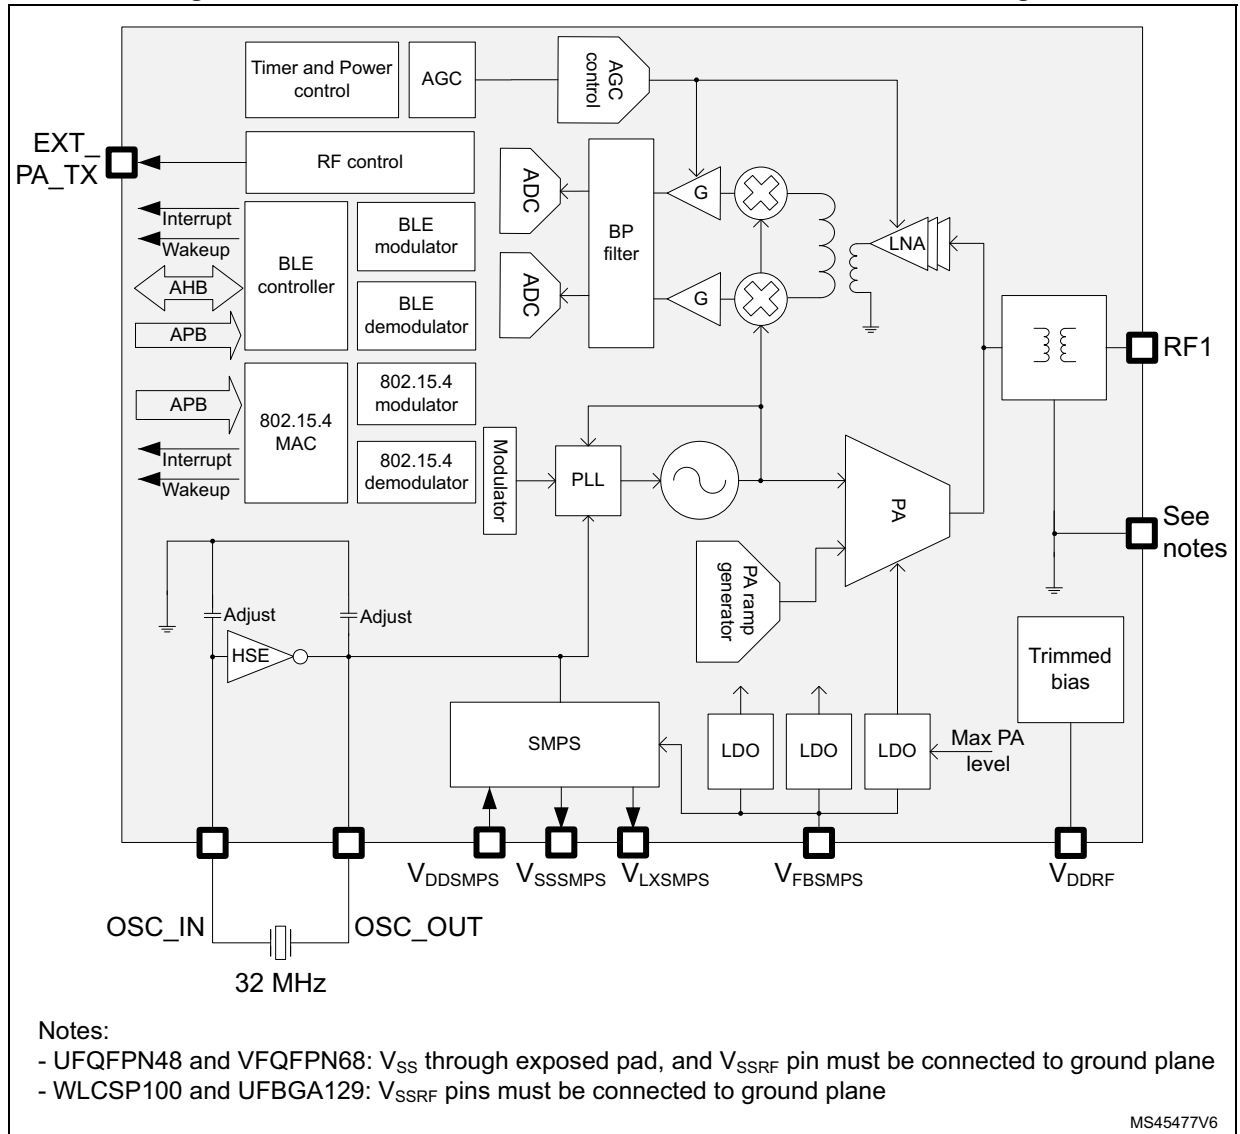 Timer and Power
control
AGC
AGC
control
EXT_
PA_TX
RF control
ADC
BP
filter
G
LNA
Interrupt
Wakeup
AHB
APB
BLE
controller
BLE
modulator
BLE
demodulator
ADC
G
RF1
APB
Interrupt
Wakeup
802.15.4
MAC
802.15.4
modulator
802.15.4
demodulator
Modulator
PLL
PA
See
notes
PA ramp
generator
Adjust
Adjust
HSE
Trimmed
bias
SMPS
LDO
LDO
LDO
Max PA
level
VDDSMPS
VSSSMPS
VLXSMPS
VFBSMPS
VDDRF
OSC_IN
OSC_OUT
32 MHz
Notes:
- UFQFPN48 and VFQFPN68: VSS through exposed pad, and VSSRF pin must be connected to ground plane
- WLCSP100 and UFBGA129: VSSRF pins must be connected to ground plane
MS45477V6